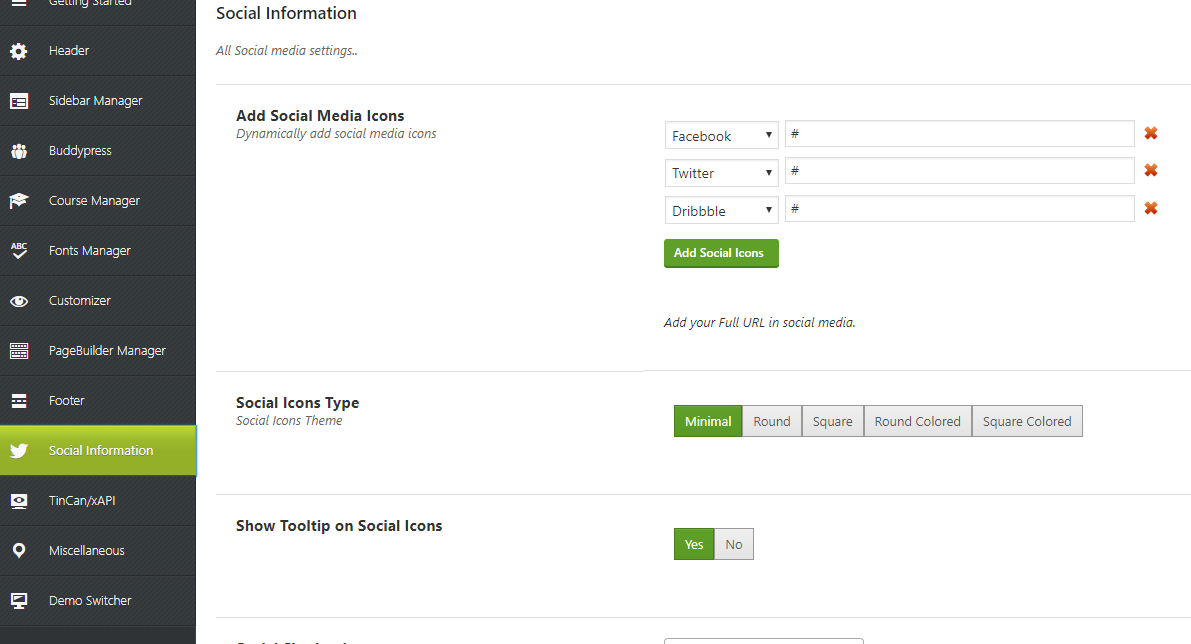 Getting Started
Header
Sidebar Manager
Buddypress
Course Manager
ABC
Fonts Manager
Customizer
PageBuilder Manager
Footer
Social Information
TinCan/xAPI
Miscellaneous
Demo Switcher
Social Information
All Social media settings..
Add Social Media Icons
Dynamically add social media icons
Facebook #
Twitter #
Dribbble #
Add Social Icons
Add your Full URL in social media.
Social Icons Type
Social Icons Theme
Minimal Round Square Round Colored Square Colored
Show Tooltip on Social Icons
Yes No